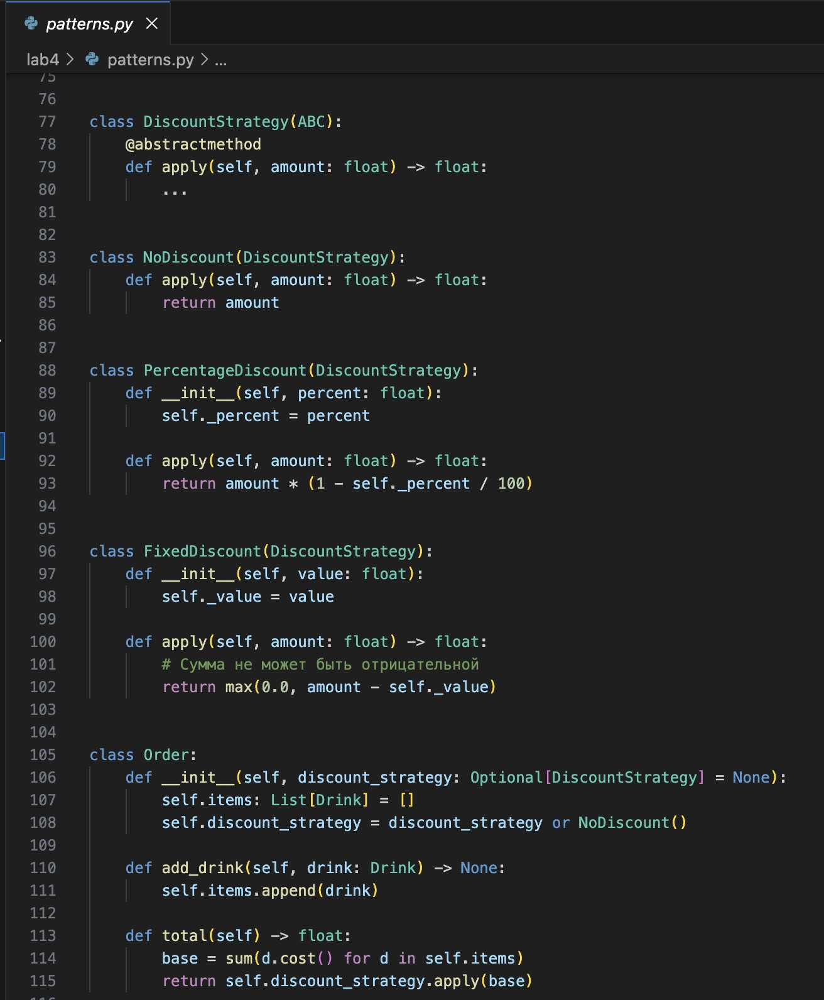 patterns.py
lab4 > patterns.py > ...
75
76
77 class DiscountStrategy(ABC):
78     @abstractmethod
79     def apply(self, amount: float) -> float:
80         ...
81
82
83 class NoDiscount(DiscountStrategy):
84     def apply(self, amount: float) -> float:
85         return amount
86
87
88 class PercentageDiscount(DiscountStrategy):
89     def __init__(self, percent: float):
90         self._percent = percent
91
92     def apply(self, amount: float) -> float:
93         return amount * (1 - self._percent / 100)
94
95
96 class FixedDiscount(DiscountStrategy):
97     def __init__(self, value: float):
98         self._value = value
99
100     def apply(self, amount: float) -> float:
101         # Сумма не может быть отрицательной
102         return max(0.0, amount - self._value)
103
104
105 class Order:
106     def __init__(self, discount_strategy: Optional[DiscountStrategy] = None):
107         self.items: List[Drink] = []
108         self.discount_strategy = discount_strategy or NoDiscount()
109
110     def add_drink(self, drink: Drink) -> None:
111         self.items.append(drink)
112
113     def total(self) -> float:
114         base = sum(d.cost() for d in self.items)
115         return self.discount_strategy.apply(base)
116